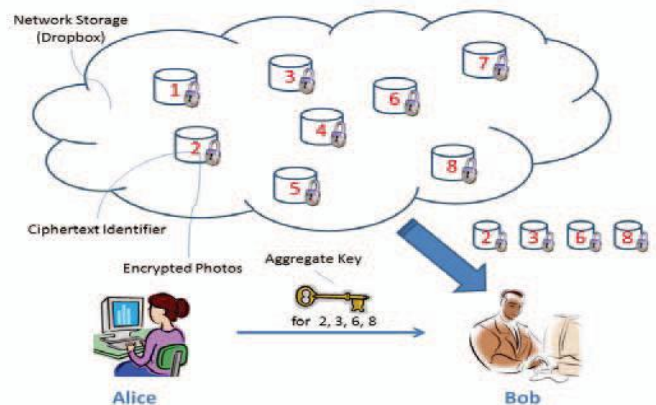 Network Storage
(Dropbox)
1
3
7
6
4
2
8
5
Ciphertext Identifier
Encrypted Photos
2
3
6
8
Aggregate Key
for 2, 3, 6, 8
Alice
Bob